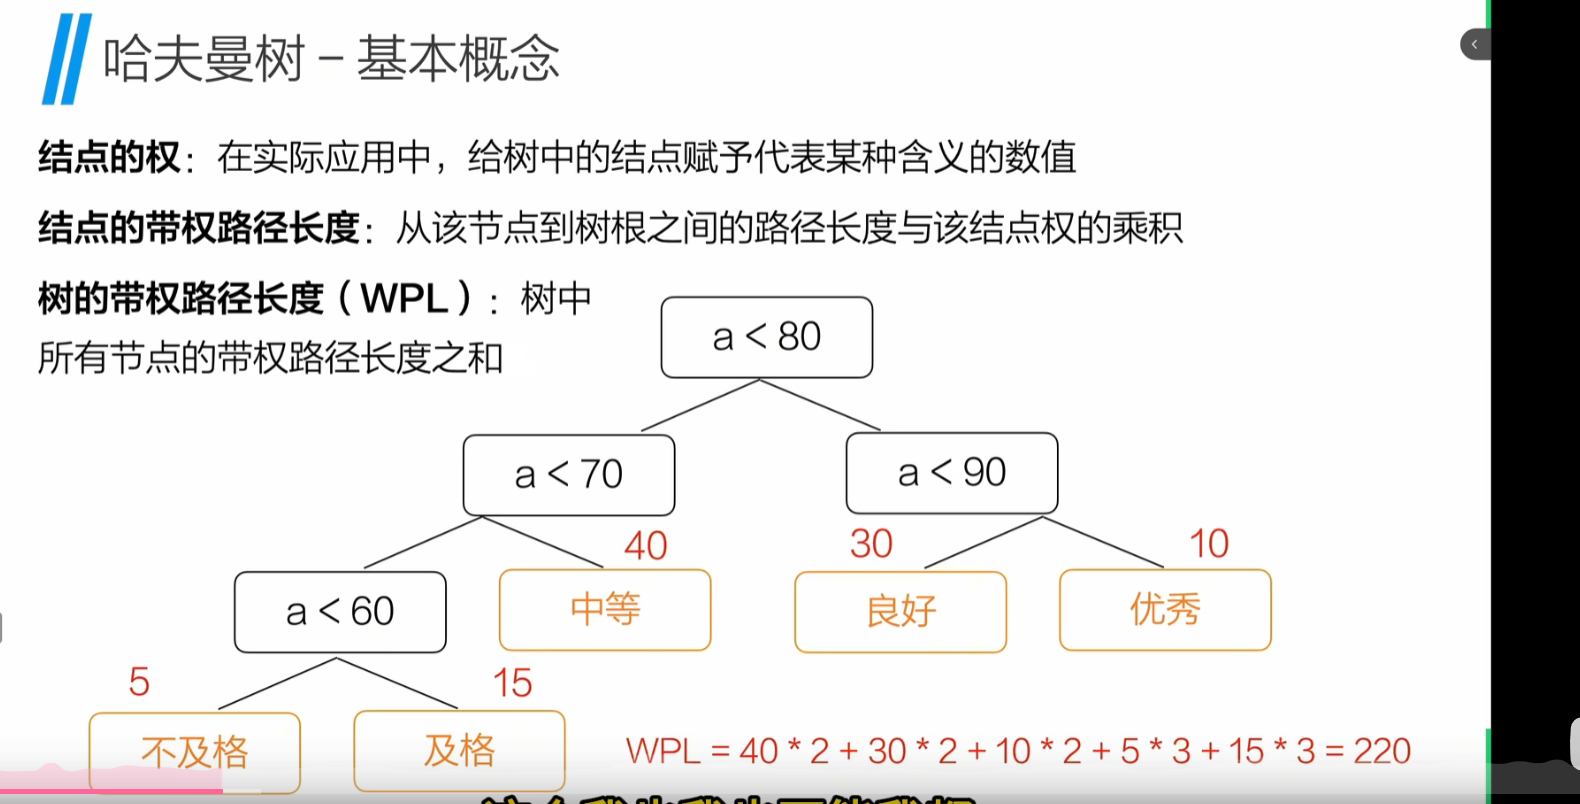 哈夫曼树 – 基本概念
结点的权：在实际应用中，给树中的结点赋予代表某种含义的数值
结点的带权路径长度：从该节点到树根之间的路径长度与该结点权的乘积
树的带权路径长度（WPL）：树中
所有节点的带权路径长度之和
a < 80
a < 70
a < 90
40
30
10
a < 60
中等
良好
优秀
5
15
不及格
及格
WPL = 40 * 2 + 30 * 2 + 10 * 2 + 5 * 3 + 15 * 3 = 220